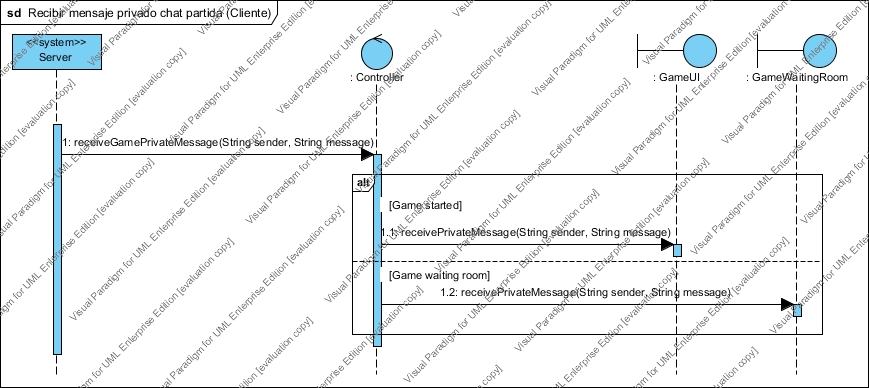 sd Recibir mensaje privado chat partida (Cliente)
<<system>>
Server
: Controller
: GameUI
: GameWaitingRoom
1: receiveGamePrivateMessage(String sender, String message)
alt
[Game started]
1.1: receivePrivateMessage(String sender, String message)
[Game waiting room]
1.2: receivePrivateMessage(String sender, String message)
Visual Paradigm for UML Enterprise Edition [evaluation copy]